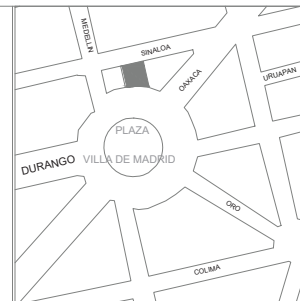 MEDELLIN
SINALOA
OAXACA
URUAPAN
PLAZA
VILLA DE MADRID
DURANGO
ORO
COLIMA